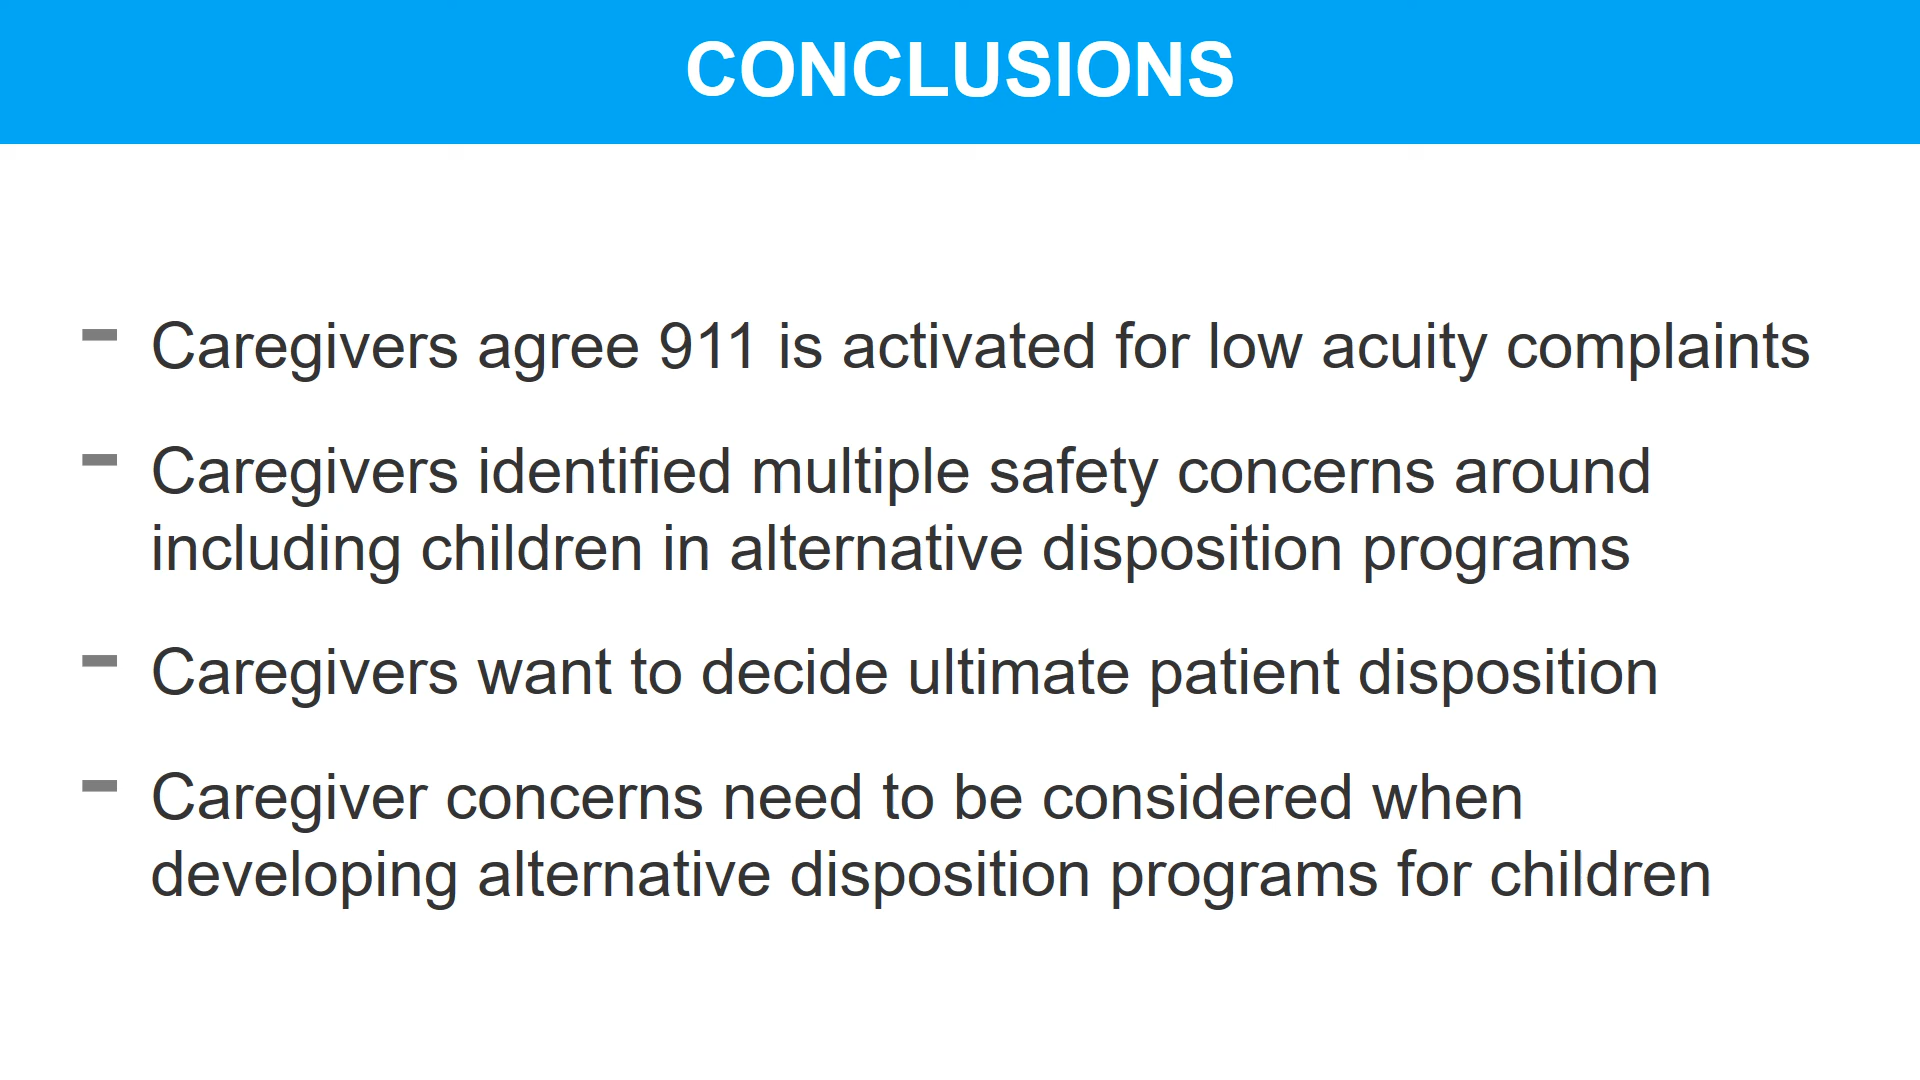 CONCLUSIONS
- Caregivers agree 911 is activated for low acuity complaints
- Caregivers identified multiple safety concerns around
including children in alternative disposition programs
- Caregivers want to decide ultimate patient disposition
- Caregiver concerns need to be considered when
developing alternative disposition programs for children